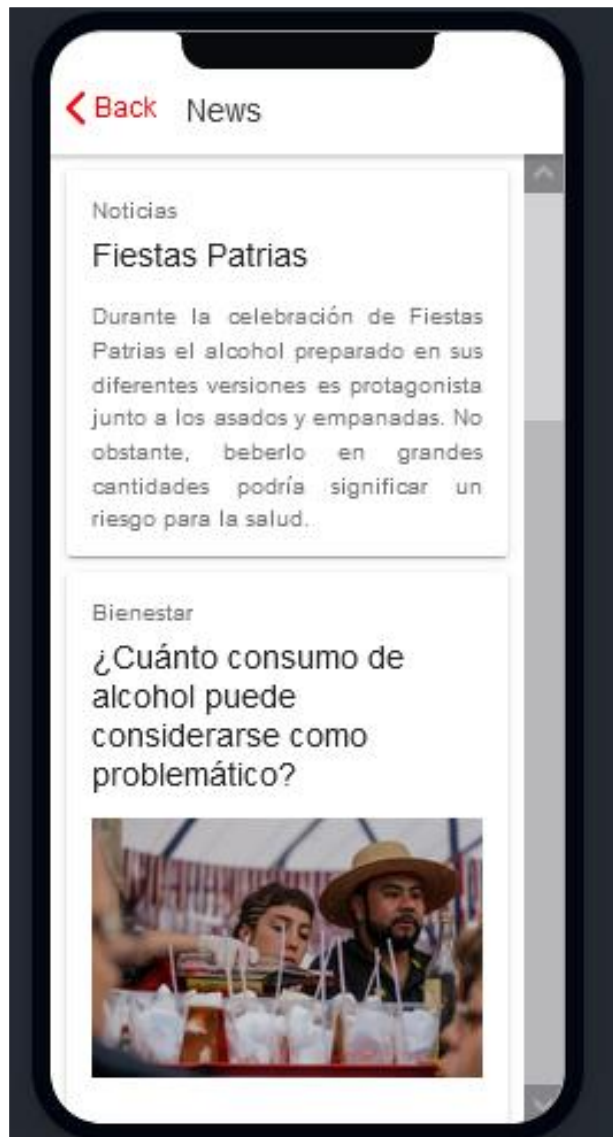 Back News
Noticias
Fiestas Patrias
Durante la celebración de Fiestas
Patrias el alcohol preparado en sus
diferentes versiones es protagonista
junto a los asados y empanadas. No
obstante, beberlo en grandes
cantidades podría significar un
riesgo para la salud.
Bienestar
¿Cuánto consumo de
alcohol puede
considerarse como
problemático?